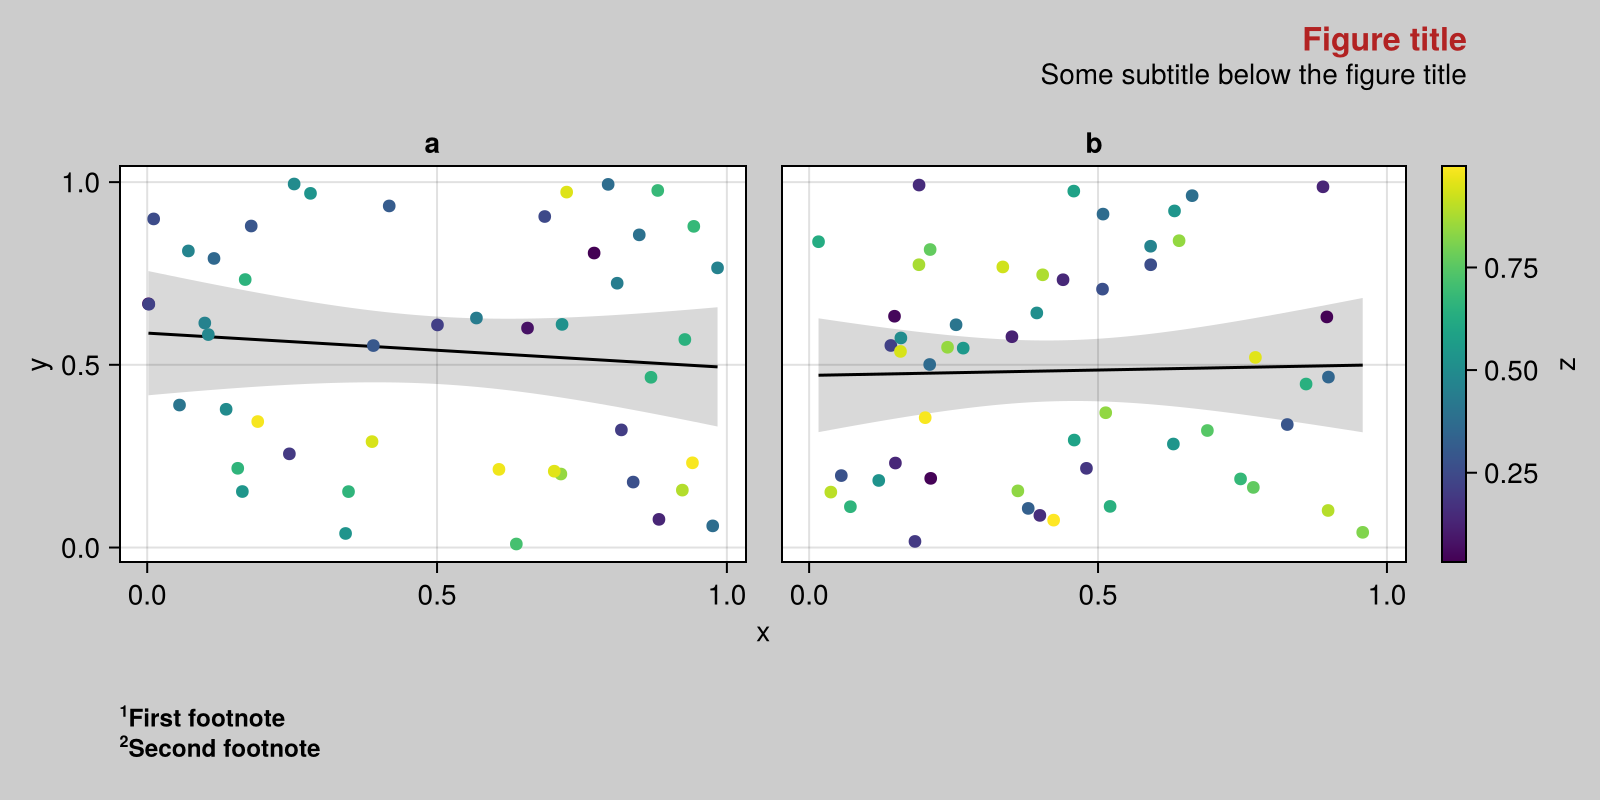 Figure title
Some subtitle below the figure title
a
b
y
1.0
0.5
0.0
0.0 0.5 1.0
0.0 0.5 1.0
x
0.75
0.50
0.25
z
¹First footnote
²Second footnote